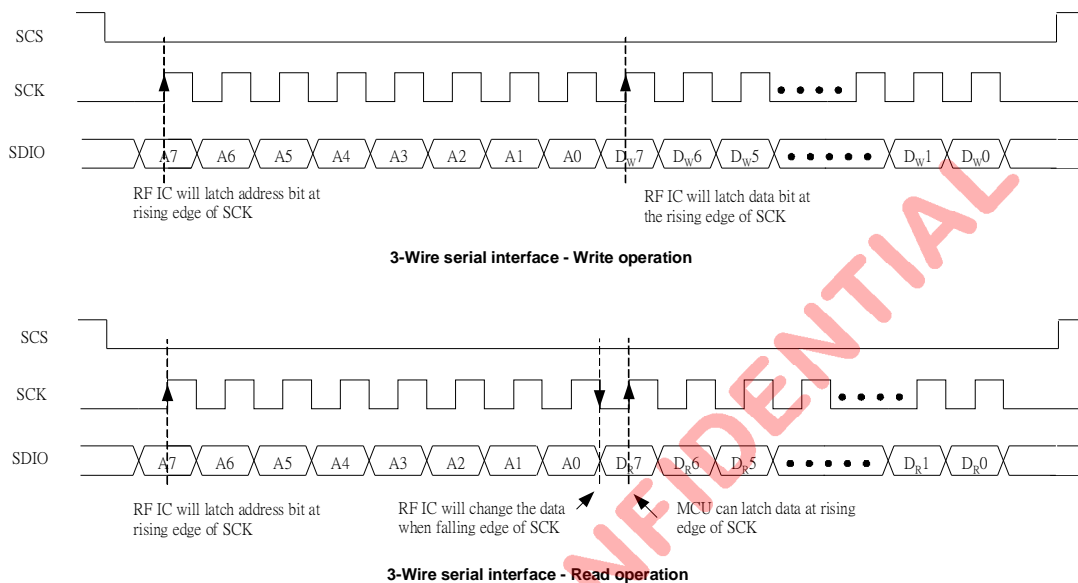 SCS
SCK
SDIO A7 A6 A5 A4 A3 A2 A1 A0 DW7 DW6 DW5 DW1 DW0
RF IC will latch address bit at
rising edge of SCK
RF IC will latch data bit at
the rising edge of SCK
3-Wire serial interface - Write operation
SCS
SCK
SDIO A7 A6 A5 A4 A3 A2 A1 A0 DR7 DR6 DR5 DR1 DR0
RF IC will latch address bit at
rising edge of SCK
RF IC will change the data
when falling edge of SCK
MCU can latch data at rising
edge of SCK
3-Wire serial interface - Read operation
NFIDENTIAL